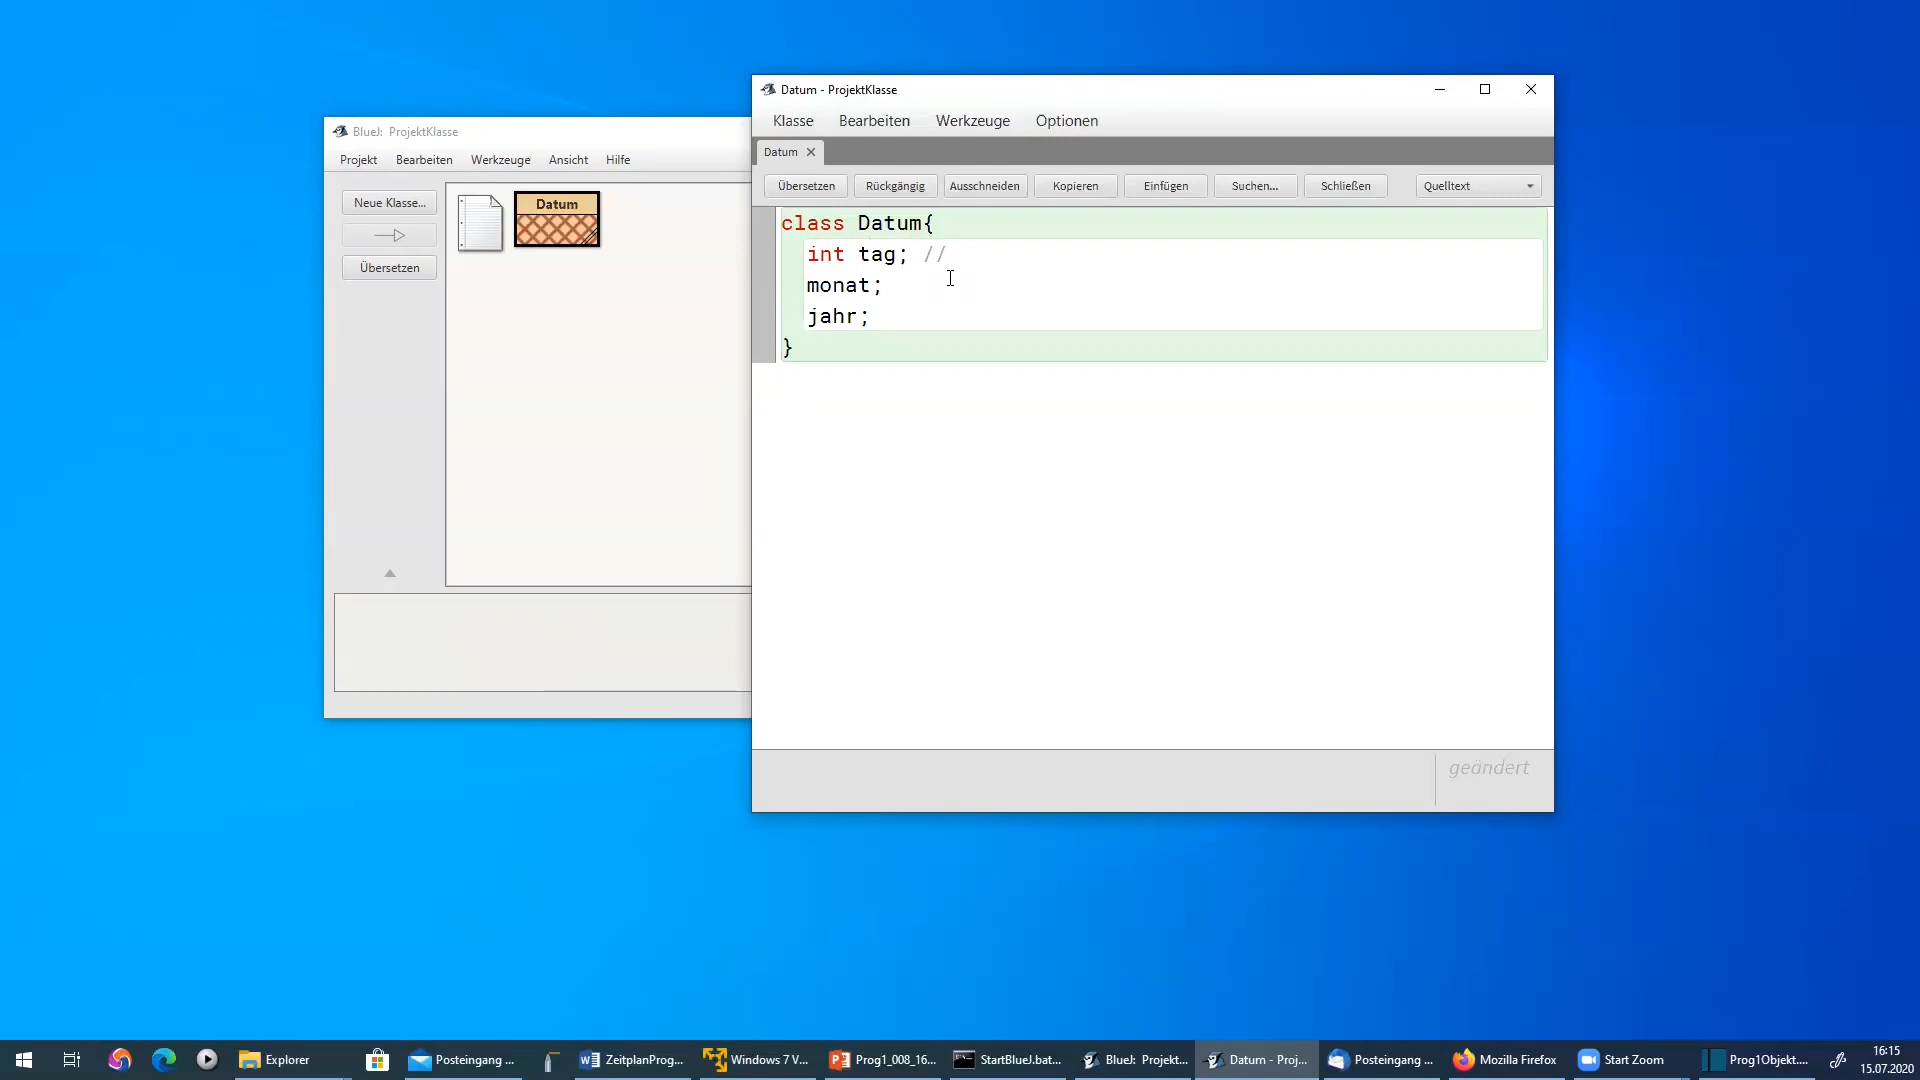 Datum - ProjektKlasse
Klasse Bearbeiten Werkzeuge Optionen
Datum
Übersetzen Rückgängig Ausschneiden Kopieren Einfügen Suchen... Schließen Quelltext
class Datum{
int tag; //
monat;
jahr;
}
geändert
BlueJ: ProjektKlasse
Projekt Bearbeiten Werkzeuge Ansicht Hilfe
Neue Klasse...
Übersetzen
Datum
Explorer Posteingang ... ZeitplanProg... Windows 7 V... Prog1_008_16... StartBlueJ.bat... BlueJ: Projekt... Datum - Proj... Posteingang ... Mozilla Firefox Start Zoom Prog1Objekt....
16:15
15.07.2020